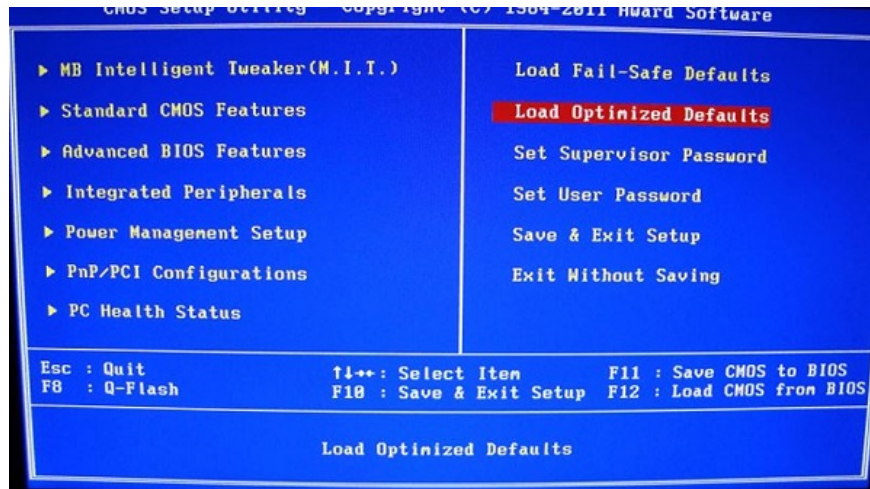 CMOS Setup Utility Copyright (C) 1984-2011 Award Software
MB Intelligent Tweaker(M.I.T.)
Standard CMOS Features
Advanced BIOS Features
Integrated Peripherals
Power Management Setup
PnP/PCI Configurations
PC Health Status
Load Fail-Safe Defaults
Load Optimized Defaults
Set Supervisor Password
Set User Password
Save & Exit Setup
Exit Without Saving
Esc : Quit
F8 : Q-Flash
↑↓→←: Select Item
F10 : Save & Exit Setup
F11 : Save CMOS to BIOS
F12 : Load CMOS from BIOS
Load Optimized Defaults